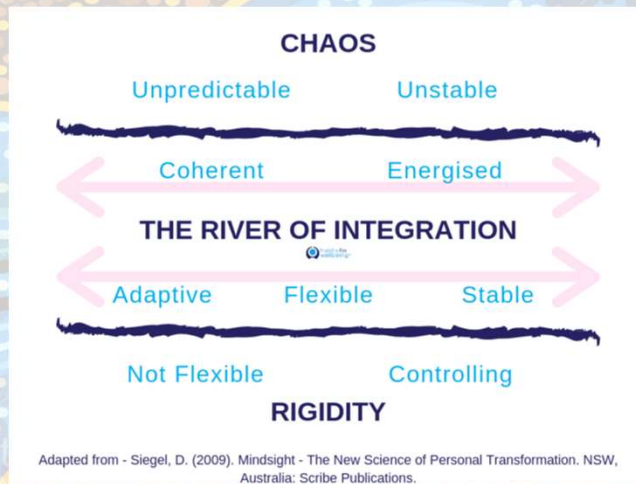 CHAOS
Unpredictable Unstable
Coherent Energised
THE RIVER OF INTEGRATION
Adaptive Flexible Stable
Not Flexible Controlling
RIGIDITY
Adapted from - Siegel, D. (2009). Mindsight - The New Science of Personal Transformation. NSW,
Australia: Scribe Publications.